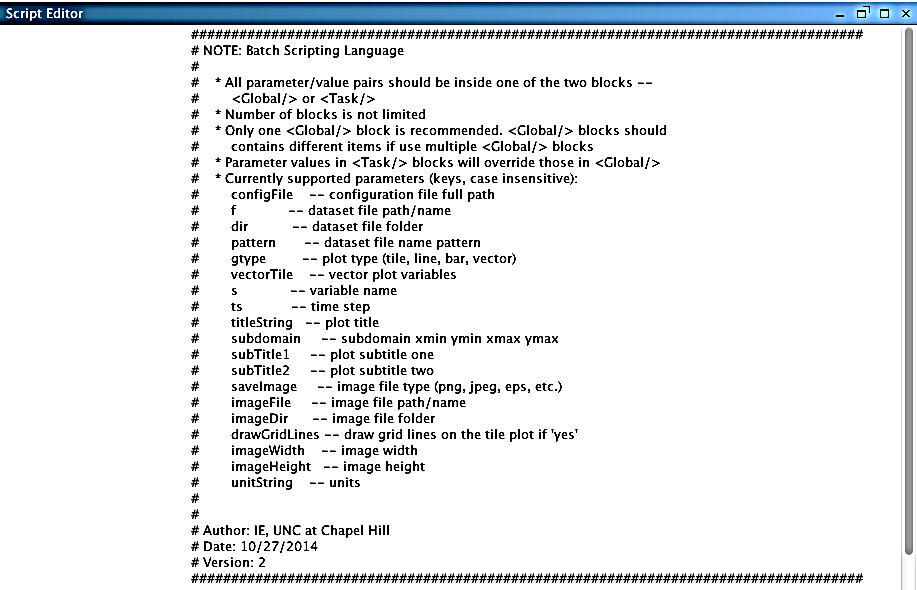 Script Editor
####################################################################################
# NOTE: Batch Scripting Language
#
# * All parameter/value pairs should be inside one of the two blocks --
# <Global/> or <Task/>
# * Number of blocks is not limited
# * Only one <Global/> block is recommended. <Global/> blocks should
# contains different items if use multiple <Global/> blocks
# * Parameter values in <Task/> blocks will override those in <Global/>
# * Currently supported parameters (keys, case insensitive):
# configFile -- configuration file full path
# f -- dataset file path/name
# dir -- dataset file folder
# pattern -- dataset file name pattern
# gtype -- plot type (tile, line, bar, vector)
# vectorTile -- vector plot variables
# s -- variable name
# ts -- time step
# titleString -- plot title
# subdomain -- subdomain xmin ymin xmax ymax
# subTitle1 -- plot subtitle one
# subTitle2 -- plot subtitle two
# saveImage -- image file type (png, jpeg, eps, etc.)
# imageFile -- image file path/name
# imageDir -- image file folder
# drawGridLines -- draw grid lines on the tile plot if 'yes'
# imageWidth -- image width
# imageHeight -- image height
# unitString -- units
#
#
# Author: IE, UNC at Chapel Hill
# Date: 10/27/2014
# Version: 2
####################################################################################